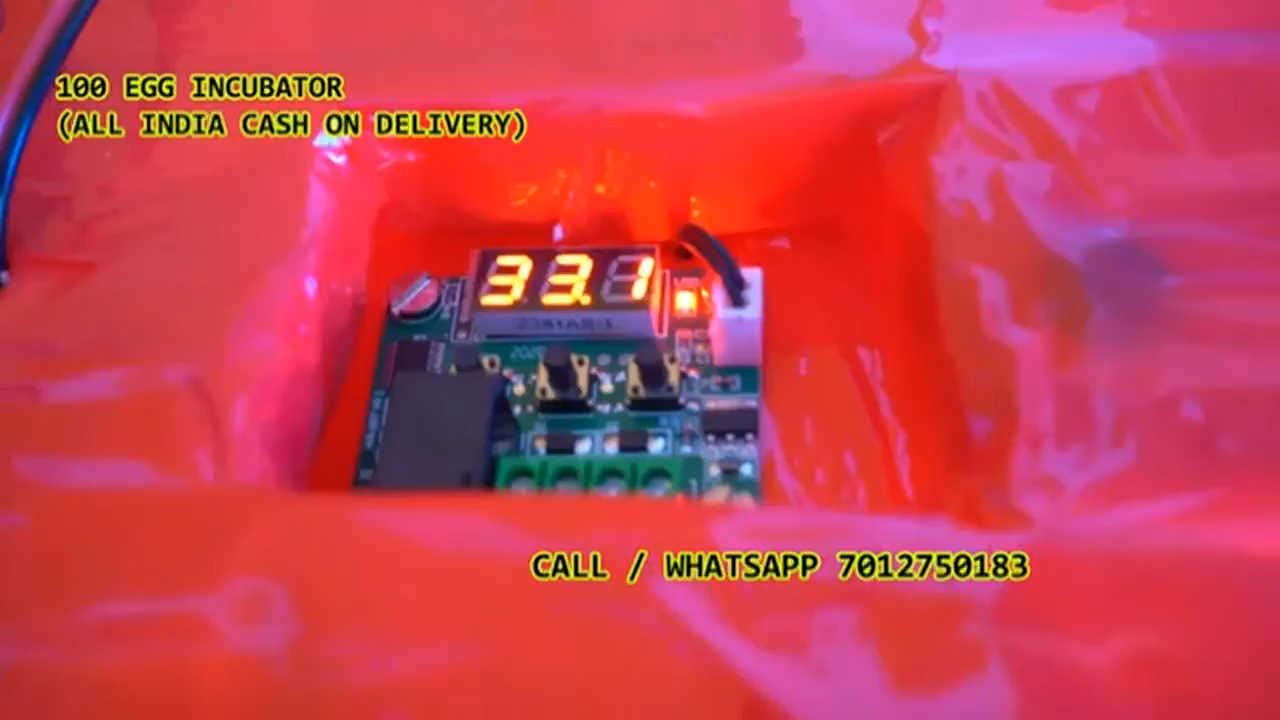 100 EGG INCUBATOR
(ALL INDIA CASH ON DELIVERY)
33.1
CALL / WHATSAPP 7012750183